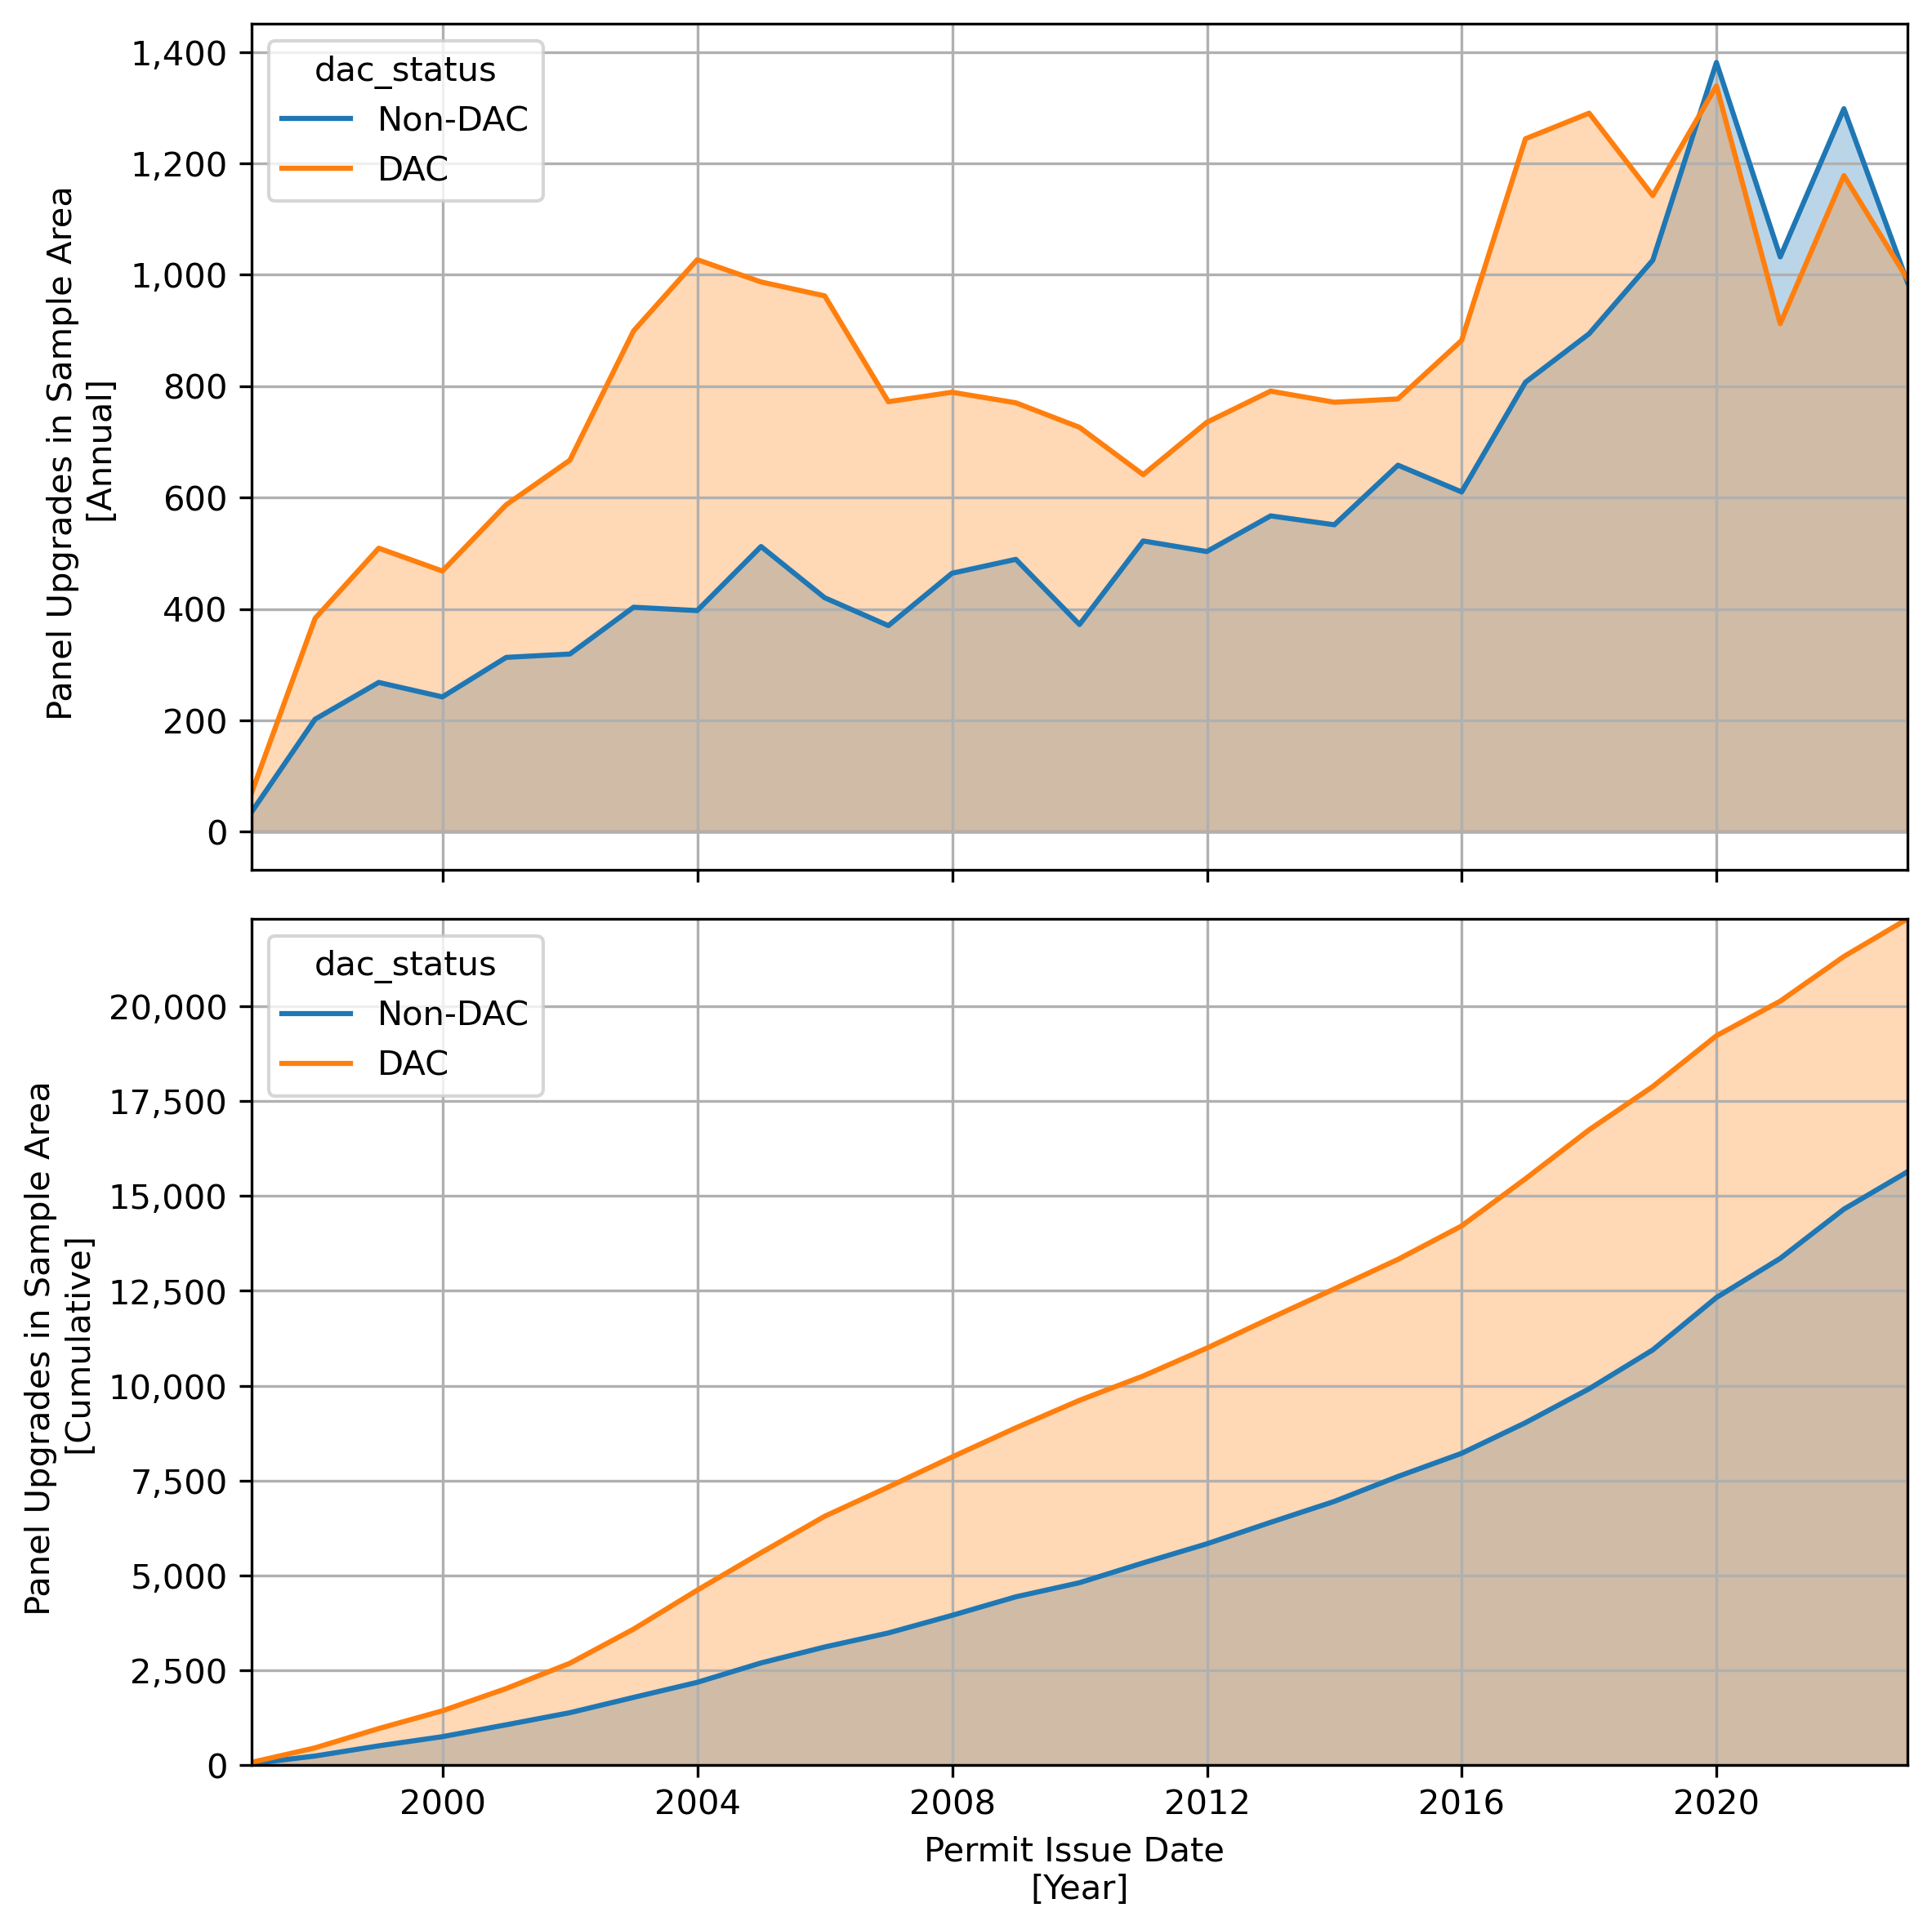 dac_status
Non-DAC
DAC
1,400
1,200
1,000
800
600
400
200
0
Panel Upgrades in Sample Area
[Annual]
dac_status
Non-DAC
DAC
20,000
17,500
15,000
12,500
10,000
7,500
5,000
2,500
0
Panel Upgrades in Sample Area
[Cumulative]
2000 2004 2008 2012 2016 2020
Permit Issue Date
[Year]